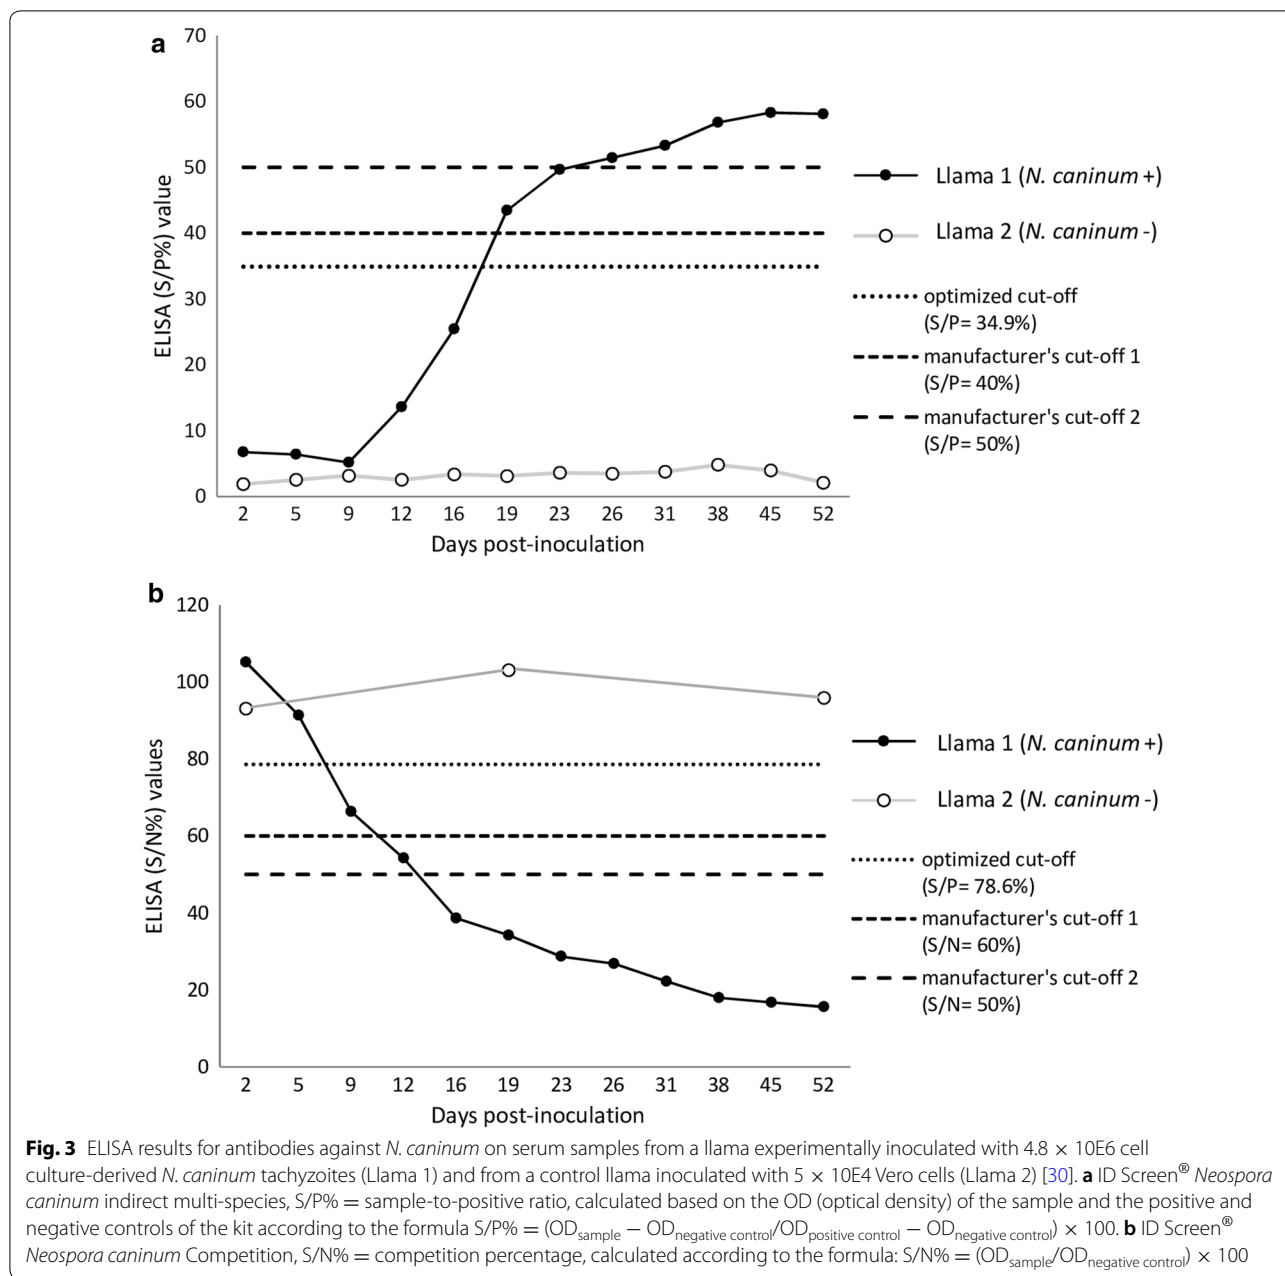 a
70
60
50
40
30
20
10
0
ELISA (S/P%) value
2 5 9 12 16 19 23 26 31 38 45 52
Days post-inoculation
Llama 1 (N. caninum +)
Llama 2 (N. caninum -)
optimized cut-off
(S/P= 34.9%)
manufacturer's cut-off 1
(S/P= 40%)
manufacturer's cut-off 2
(S/P= 50%)
b
120
100
80
60
40
20
0
ELISA (S/N%) values
2 5 9 12 16 19 23 26 31 38 45 52
Days post-inoculation
Llama 1 (N. caninum +)
Llama 2 (N. caninum -)
optimized cut-off
(S/P= 78.6%)
manufacturer's cut-off 1
(S/N= 60%)
manufacturer's cut-off 2
(S/N= 50%)
Fig. 3 ELISA results for antibodies against N. caninum on serum samples from a llama experimentally inoculated with 4.8 × 10E6 cell
culture-derived N. caninum tachyzoites (Llama 1) and from a control llama inoculated with 5 × 10E4 Vero cells (Llama 2) [30]. a ID Screen® Neospora
caninum indirect multi-species, S/P% = sample-to-positive ratio, calculated based on the OD (optical density) of the sample and the positive and
negative controls of the kit according to the formula S/P% = (ODsample − ODnegative control/ODpositive control − ODnegative control) × 100. b ID Screen®
Neospora caninum Competition, S/N% = competition percentage, calculated according to the formula: S/N% = (ODsample/ODnegative control) × 100